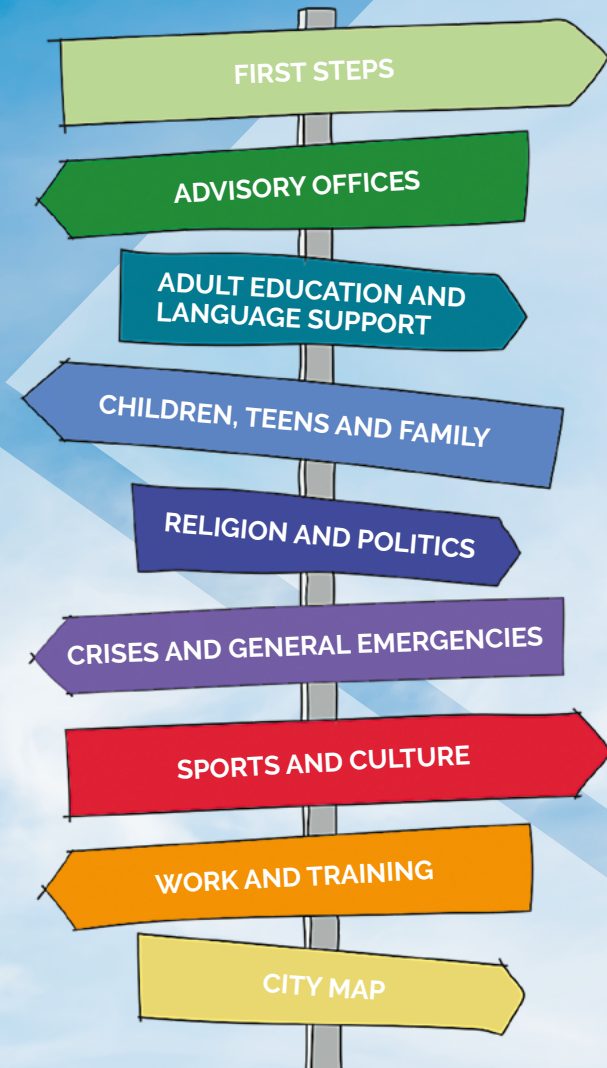 FIRST STEPS
ADVISORY OFFICES
ADULT EDUCATION AND
LANGUAGE SUPPORT
CHILDREN, TEENS AND FAMILY
RELIGION AND POLITICS
CRISES AND GENERAL EMERGENCIES
SPORTS AND CULTURE
WORK AND TRAINING
CITY MAP